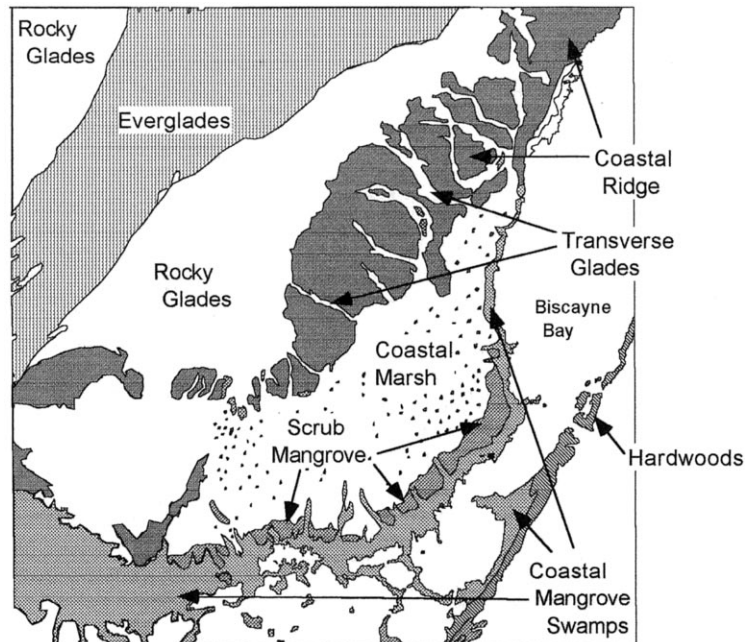 Rocky
Glades
Everglades
Coastal
Ridge
Transverse
Glades
Rocky
Glades
Biscayne
Bay
Coastal
Marsh
Scrub
Mangrove
Hardwoods
Coastal
Mangrove
Swamps